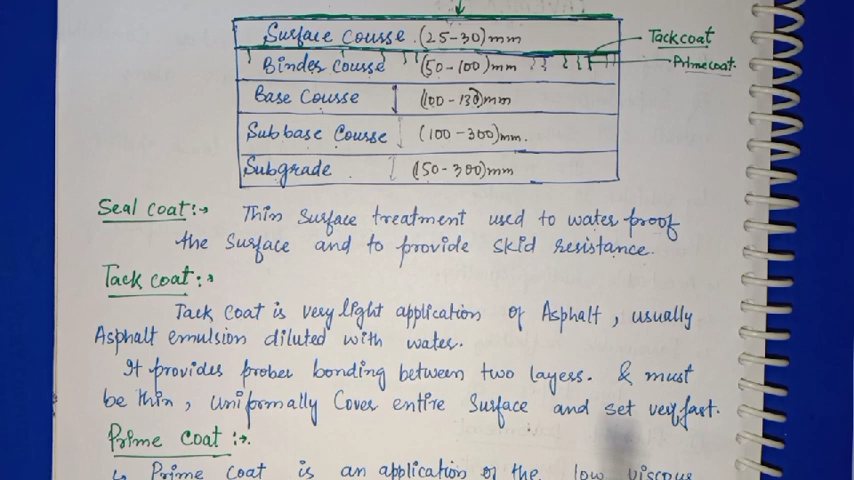 Surface Course (25-30)mm
Tack coat
Binder Course (50-100)mm
Prime coat.
Base Course (100-130)mm
Subbase Course (100-300)mm.
Subgrade (150-300)mm
Seal coat:→ Thin surface treatment used to water proof
the surface and to provide skid resistance.
Tack coat:→
Tack coat is very light application of Asphalt, usually
Asphalt emulsion diluted with water.
It provides prober bonding between two layers. & must
be thin, uniformally cover entire surface and set very fast.
Prime coat:→
↳ Prime coat is an application of the low viscous